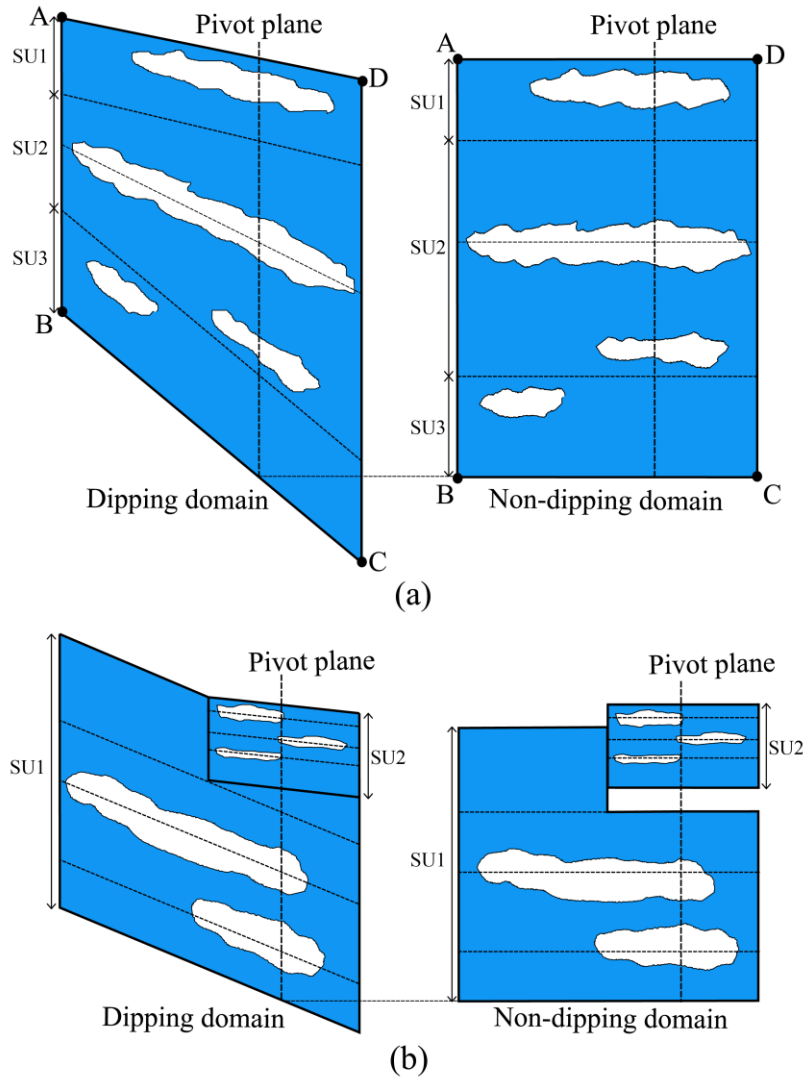 A
Pivot plane
SU1
D
SU2
SU3
B
Dipping domain
C
(a)
A
Pivot plane
D
SU1
SU2
SU3
B
C
Non-dipping domain
Pivot plane
SU1
SU2
Dipping domain
Pivot plane
SU2
SU1
Non-dipping domain
(b)